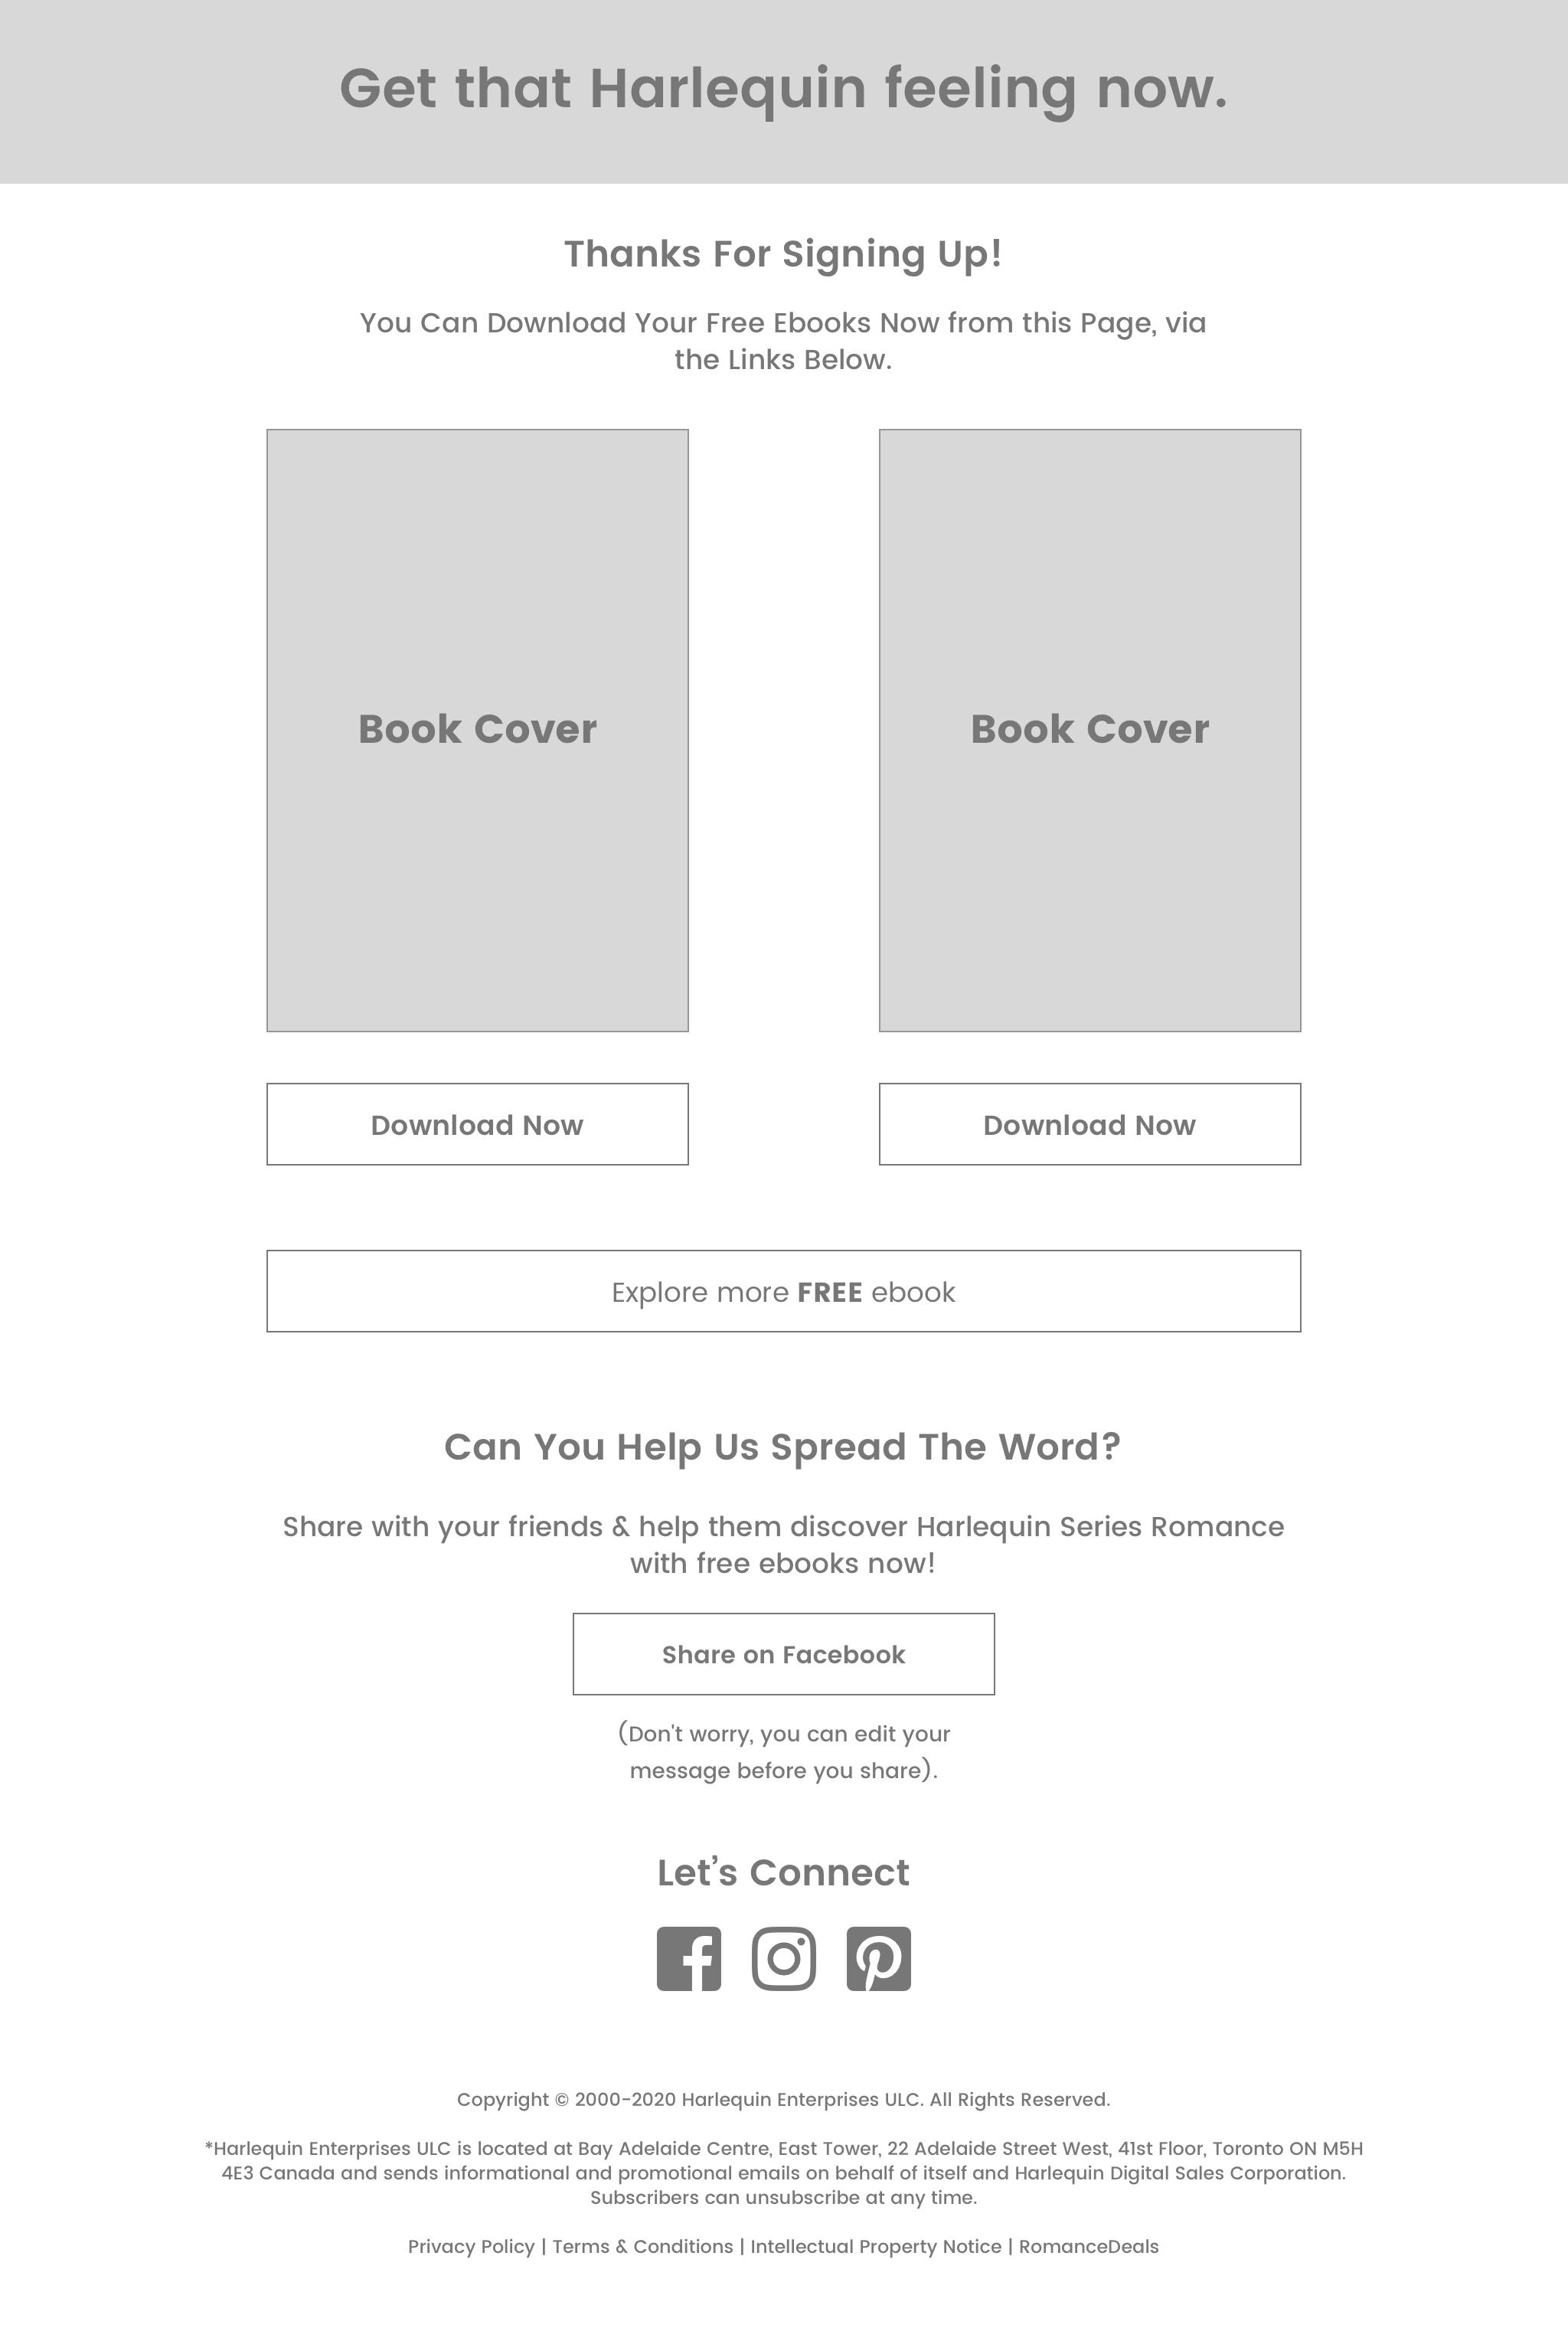 Get that Harlequin feeling now.
Thanks For Signing Up!
You Can Download Your Free Ebooks Now from this Page, via
the Links Below.
Book Cover
Book Cover
Download Now
Download Now
Explore more FREE ebook
Can You Help Us Spread The Word?
Share with your friends & help them discover Harlequin Series Romance
with free ebooks now!
Share on Facebook
(Don't worry, you can edit your
message before you share).
Let’s Connect
Copyright © 2000-2020 Harlequin Enterprises ULC. All Rights Reserved.
*Harlequin Enterprises ULC is located at Bay Adelaide Centre, East Tower, 22 Adelaide Street West, 41st Floor, Toronto ON M5H
4E3 Canada and sends informational and promotional emails on behalf of itself and Harlequin Digital Sales Corporation.
Subscribers can unsubscribe at any time.
Privacy Policy | Terms & Conditions | Intellectual Property Notice | RomanceDeals